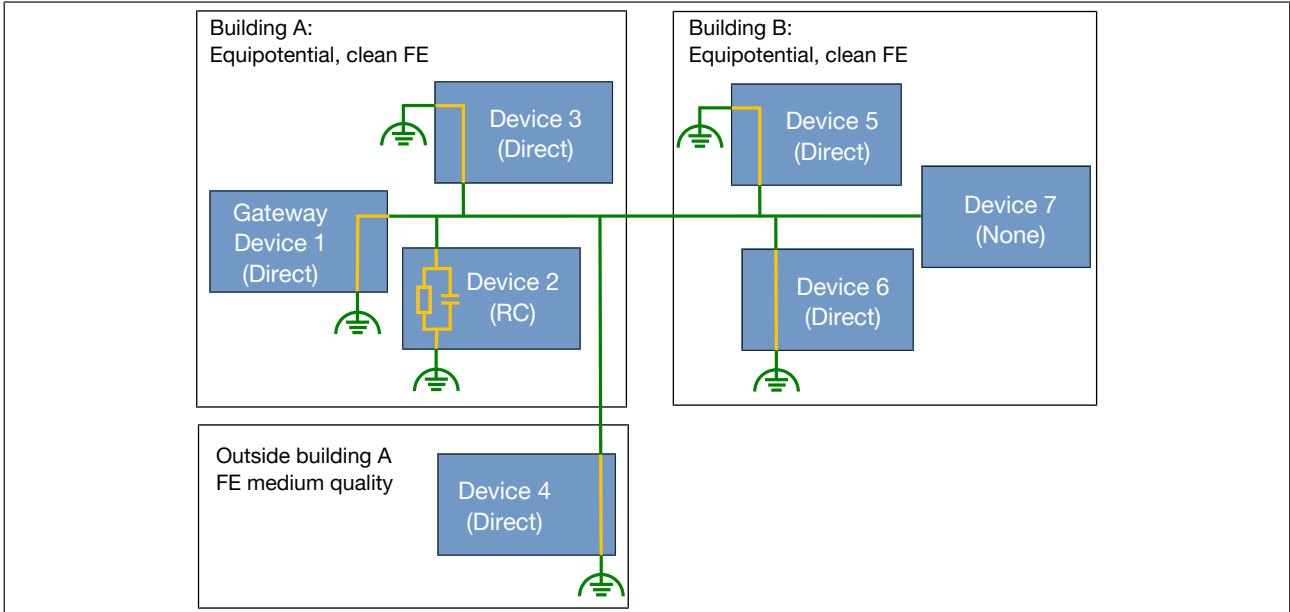 Building A:
Equipotential, clean FE
Device 3
(Direct)
Gateway
Device 1
(Direct)
Device 2
(RC)
Building B:
Equipotential, clean FE
Device 5
(Direct)
Device 7
(None)
Device 6
(Direct)
Outside building A
FE medium quality
Device 4
(Direct)